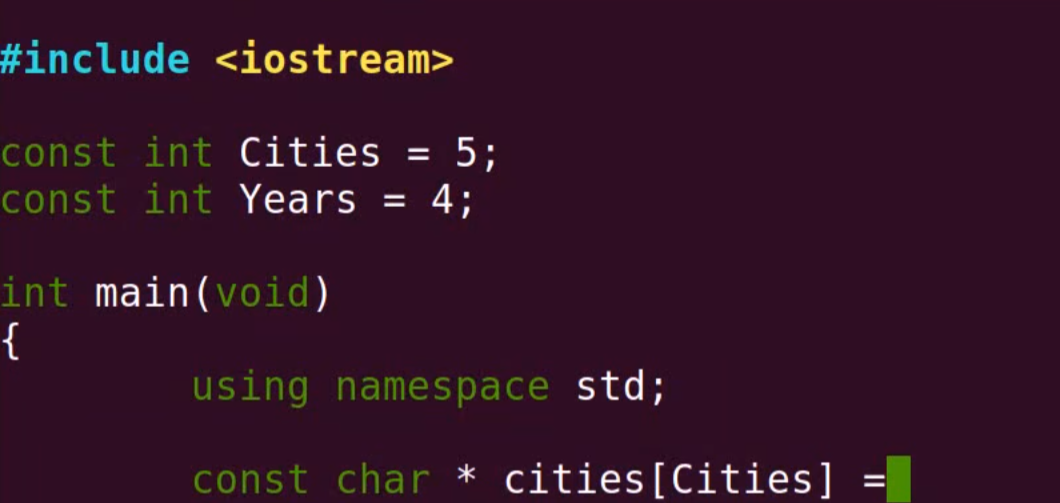 #include <iostream>
const int Cities = 5;
const int Years = 4;
int main(void)
{
using namespace std;
const char * cities[Cities] =